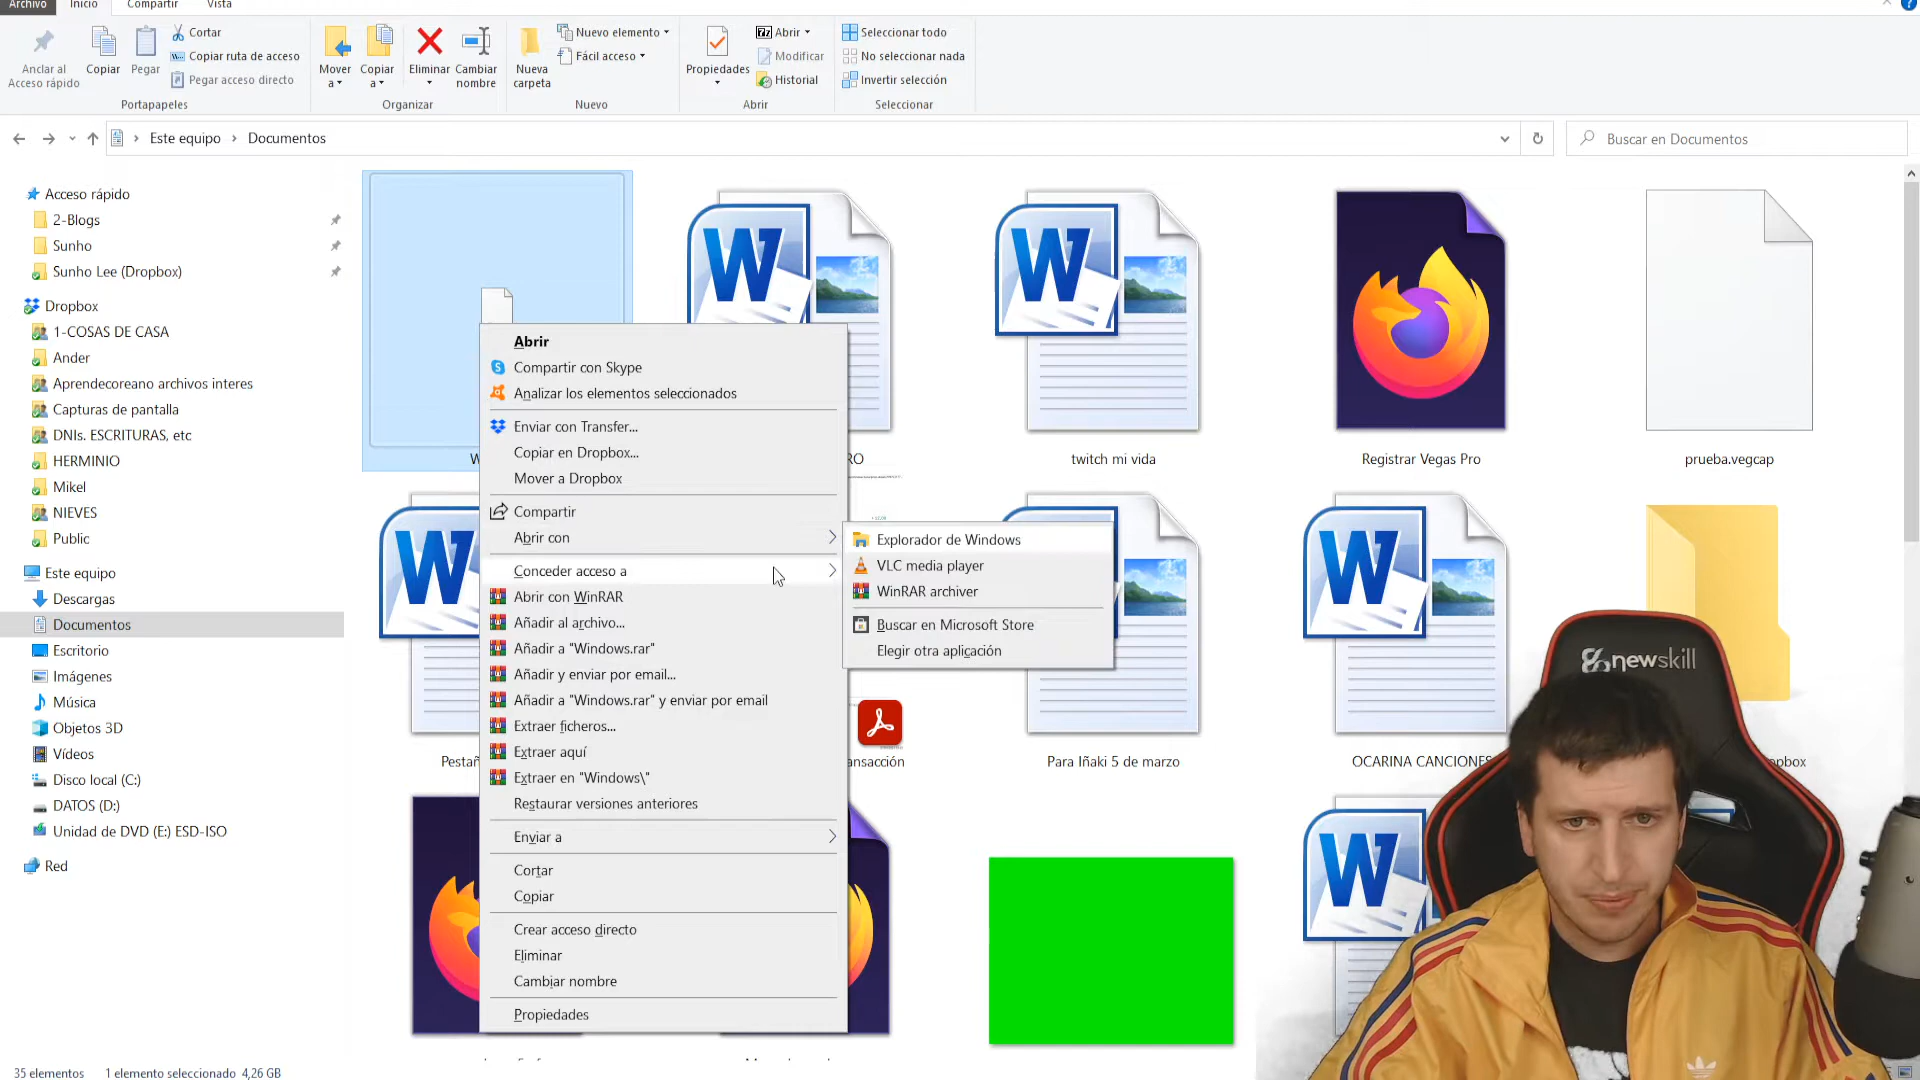 Archivo Inicio Compartir Vista
Anclar al Acceso rápido
Copiar
Pegar
Cortar
Copiar ruta de acceso
Pegar acceso directo
Portapapeles
Mover a
Copiar a
Eliminar
Cambiar nombre
Organizar
Nueva carpeta
Nuevo elemento
Fácil acceso
Nuevo
Propiedades
Abrir
Modificar
Historial
Abrir
Seleccionar todo
No seleccionar nada
Invertir selección
Seleccionar
Este equipo > Documentos
Buscar en Documentos
Acceso rápido
2-Blogs
Sunho
Sunho Lee (Dropbox)
Dropbox
1-COSAS DE CASA
Ander
Aprendecoreano archivos interes
Capturas de pantalla
DNIs. ESCRITURAS, etc
HERMINIO
Mikel
NIEVES
Public
Este equipo
Descargas
Documentos
Escritorio
Imágenes
Música
Objetos 3D
Vídeos
Disco local (C:)
DATOS (D:)
Unidad de DVD (E:) ESD-ISO
Red
W
RO
twitch mi vida
Registrar Vegas Pro
prueba.vegcap
Pestañ
ansacción
Para Iñaki 5 de marzo
OCARINA CANCIONES
pbox
Abrir
Compartir con Skype
Analizar los elementos seleccionados
Enviar con Transfer...
Copiar en Dropbox...
Mover a Dropbox
Compartir
Abrir con
Conceder acceso a
Abrir con WinRAR
Añadir al archivo...
Añadir a "Windows.rar"
Añadir y enviar por email...
Añadir a "Windows.rar" y enviar por email
Extraer ficheros...
Extraer aquí
Extraer en "Windows\"
Restaurar versiones anteriores
Enviar a
Cortar
Copiar
Crear acceso directo
Eliminar
Cambiar nombre
Propiedades
Explorador de Windows
VLC media player
WinRAR archiver
Buscar en Microsoft Store
Elegir otra aplicación
newskill
35 elementos 1 elemento seleccionado 4,26 GB